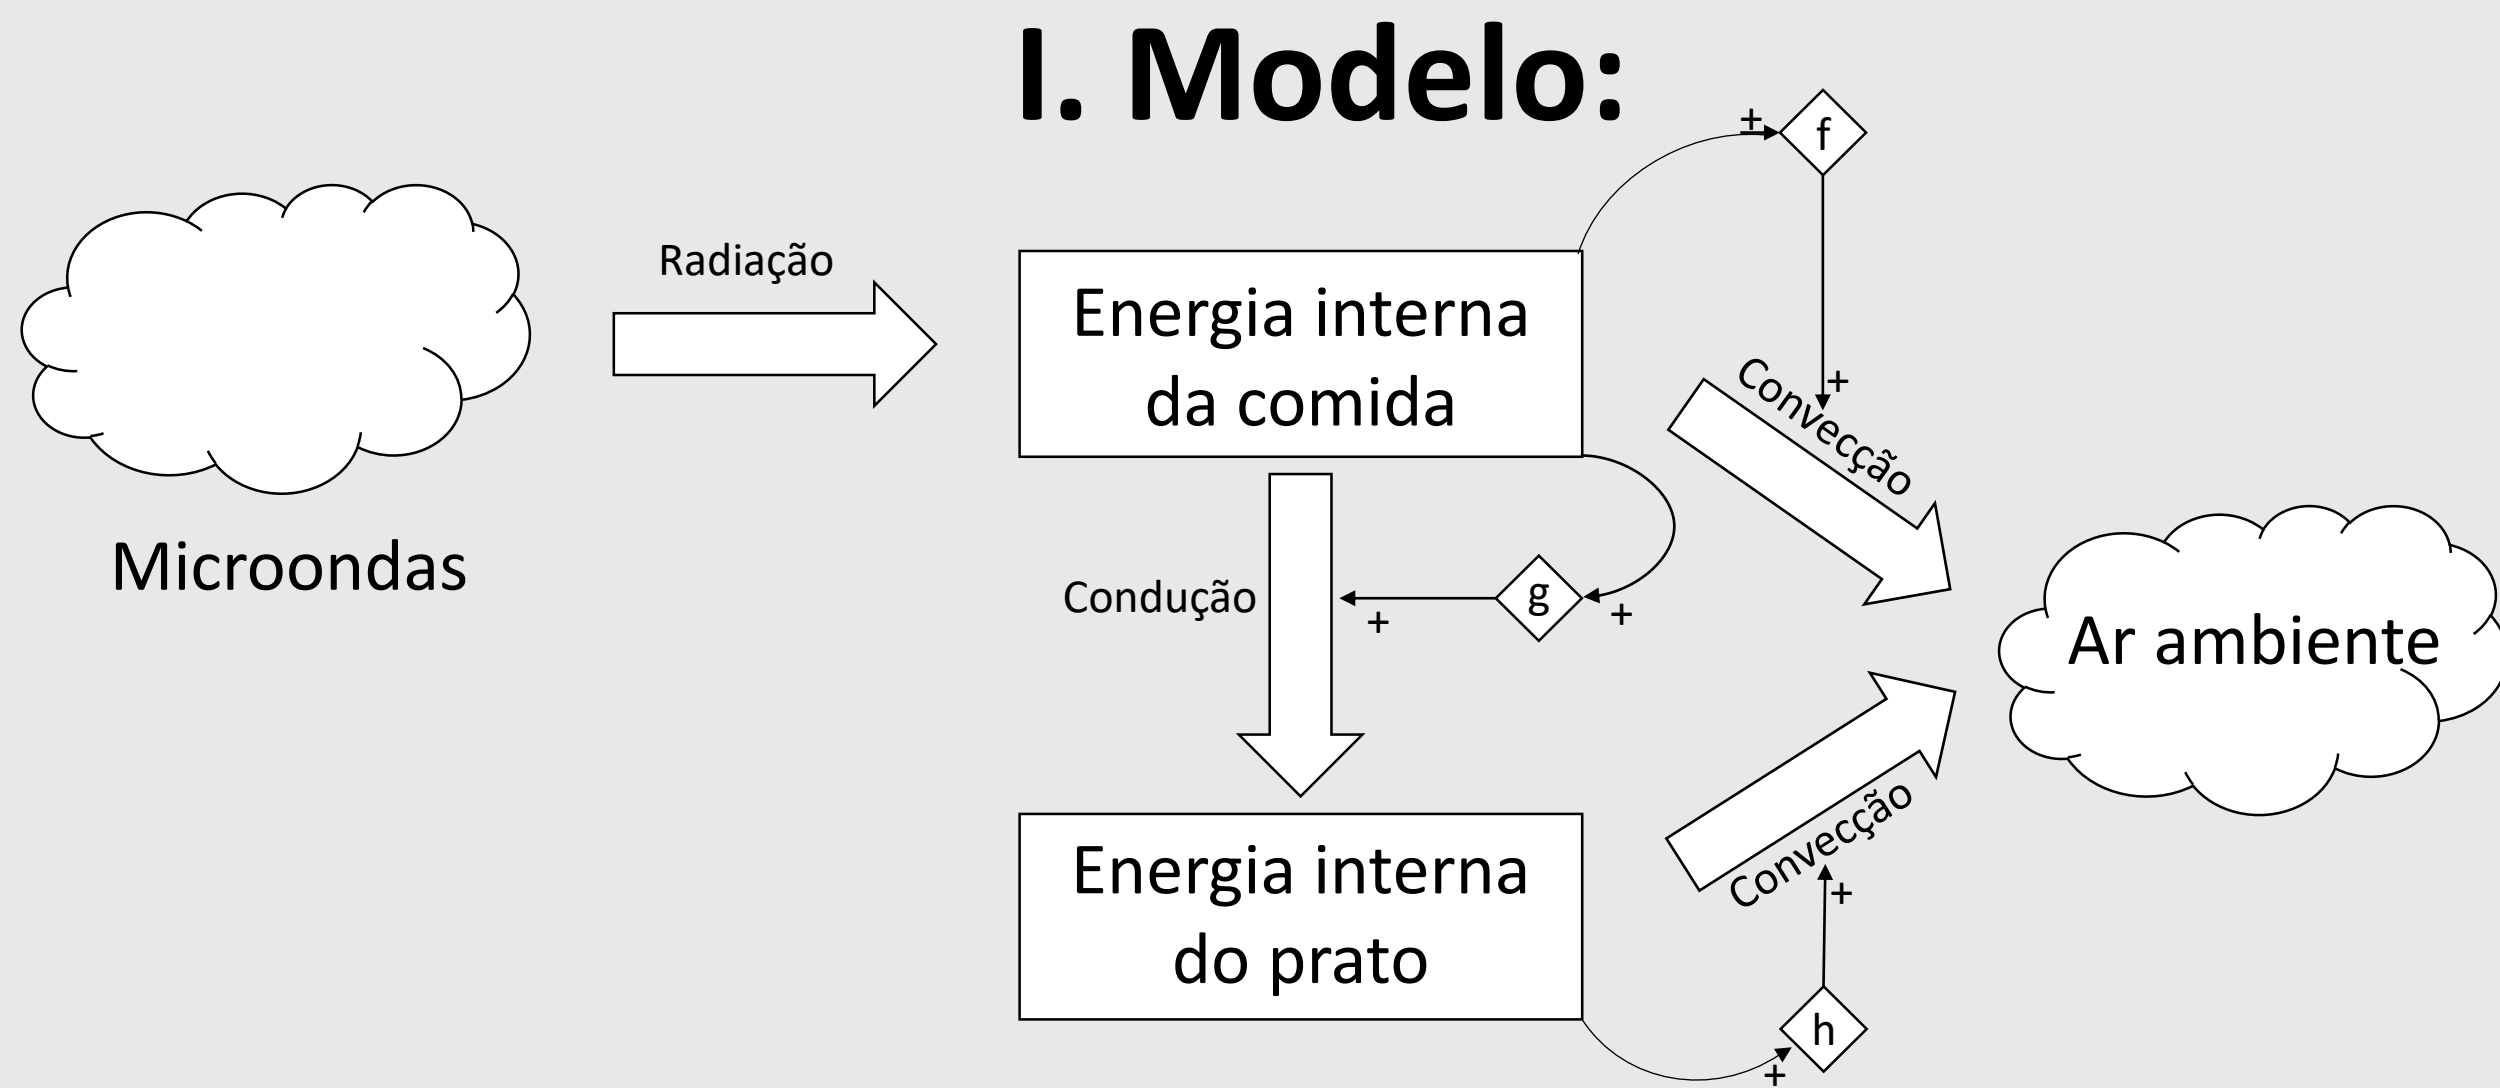 I. Modelo:
+
f
Radiação
Energia interna
da comida
+
Convecção
Microondas
Condução
g
+
+
Ar ambiente
Energia interna
do prato
Convecção
+
h
+